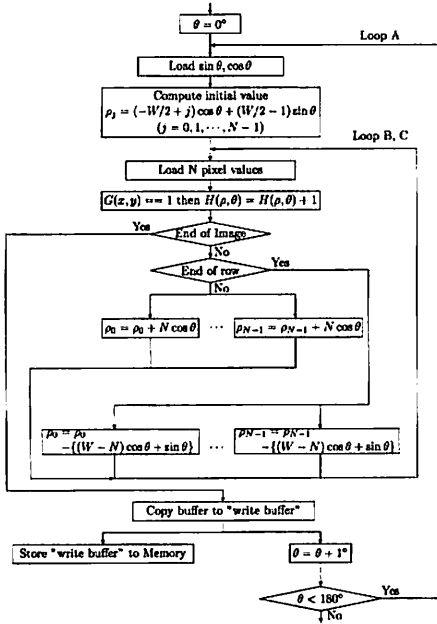 θ = 0°
Loop A
Load sin θ, cos θ
Compute initial value
ρj = (-W/2 + j) cos θ + (W/2 - 1) sin θ
(j = 0, 1, ⋯, N - 1)
Loop B, C
Load N pixel values
G(x, y) == 1 then H(ρ, θ) = H(ρ, θ) + 1
Yes
End of Image
No
End of row
Yes
No
ρ0 = ρ0 + N cos θ ⋯ ρN-1 = ρN-1 + N cos θ
ρ0 = ρ0 ρN-1 = ρN-1
-{(W - N) cos θ + sin θ} ⋯ -{(W - N) cos θ + sin θ}
Copy buffer to "write buffer"
Store "write buffer" to Memory
θ = θ + 1°
θ < 180°
Yes
No